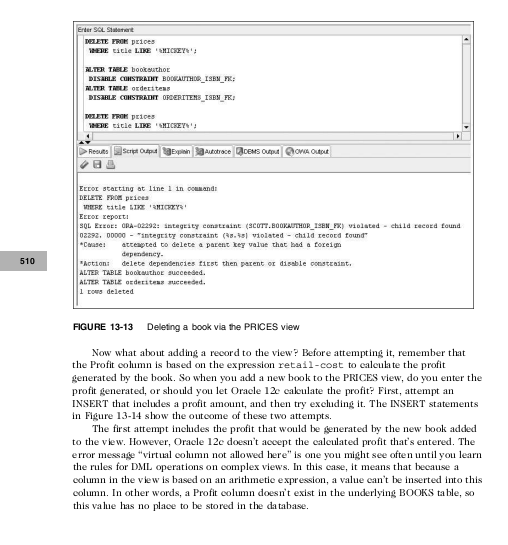 Enter SQL Statement:
DELETE FROM prices
WHERE title LIKE '%MICKEY%';
ALTER TABLE bookauthor
DISABLE CONSTRAINT BOOKAUTHOR_ISBN_FK;
ALTER TABLE orderitems
DISABLE CONSTRAINT ORDERITEMS_ISBN_FK;
DELETE FROM prices
WHERE title LIKE '%MICKEY%';
Results Script Output Explain Autotrace DBMS Output OWA Output
Error starting at line 1 in command:
DELETE FROM prices
WHERE title LIKE '%MICKEY%'
Error report:
SQL Error: ORA-02292: integrity constraint (SCOTT.BOOKAUTHOR_ISBN_FK) violated - child record found
02292. 00000 - "integrity constraint (%s.%s) violated - child record found"
*Cause: attempted to delete a parent key value that had a foreign
dependency.
*Action: delete dependencies first then parent or disable constraint.
ALTER TABLE bookauthor succeeded.
ALTER TABLE orderitems succeeded.
1 rows deleted
510
FIGURE 13-13 Deleting a book via the PRICES view
Now what about adding a record to the view? Before attempting it, remember that
the Profit column is based on the expression retail-cost to calculate the profit
generated by the book. So when you add a new book to the PRICES view, do you enter the
profit generated, or should you let Oracle 12c calculate the profit? First, attempt an
INSERT that includes a profit amount, and then try excluding it. The INSERT statements
in Figure 13-14 show the outcome of these two attempts.
The first attempt includes the profit that would be generated by the new book added
to the view. However, Oracle 12c doesn't accept the calculated profit that's entered. The
error message "virtual column not allowed here" is one you might see often until you learn
the rules for DML operations on complex views. In this case, it means that because a
column in the view is based on an arithmetic expression, a value can't be inserted into this
column. In other words, a Profit column doesn't exist in the underlying BOOKS table, so
this value has no place to be stored in the database.